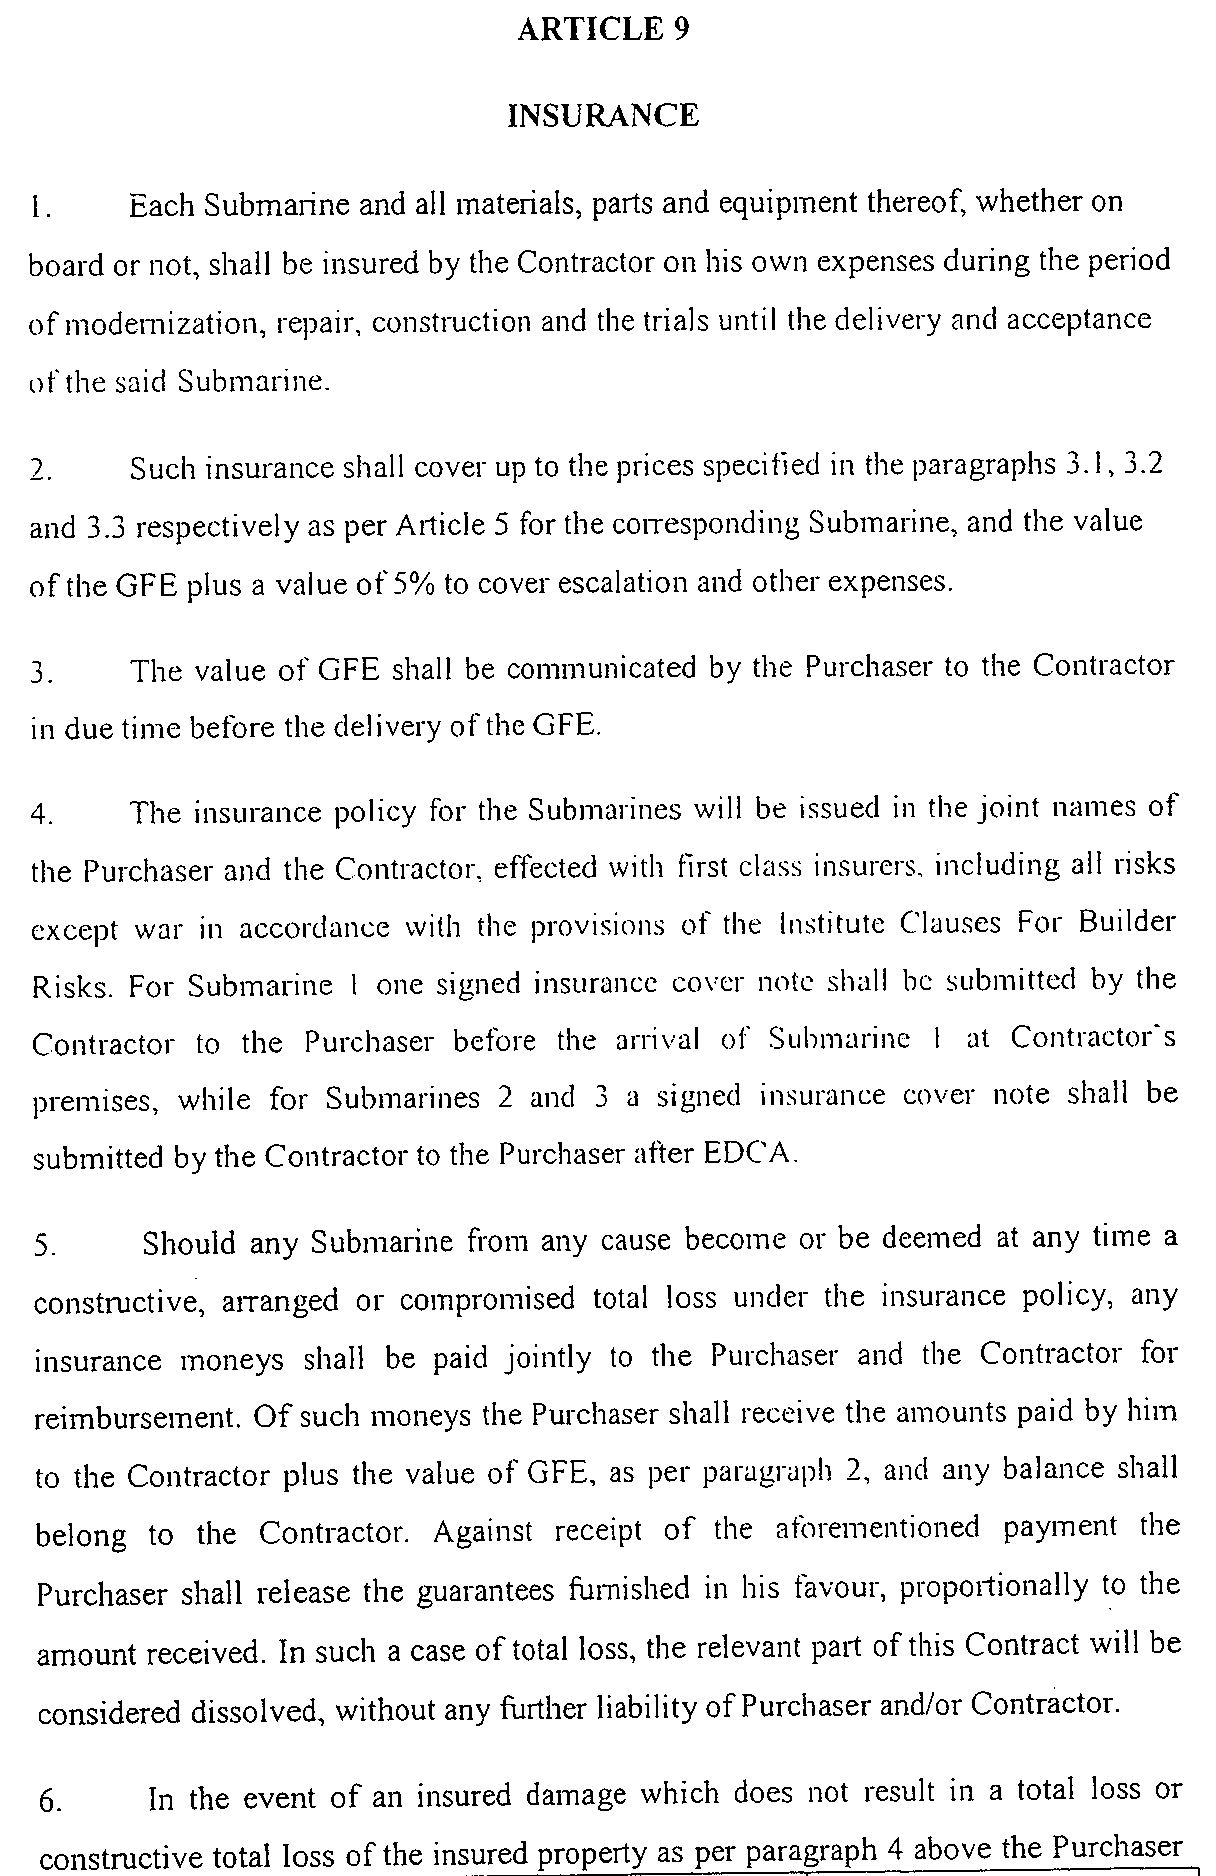 ARTICLE 9
INSURANCE
1. Each Submarine and all materials, parts and equipment thereof, whether on
board or not, shall be insured by the Contractor on his own expenses during the period
of modernization, repair, construction and the trials until the delivery and acceptance
of the said Submarine.
2. Such insurance shall cover up to the prices specified in the paragraphs 3.1, 3.2
and 3.3 respectively as per Article 5 for the corresponding Submarine, and the value
of the GFE plus a value of 5% to cover escalation and other expenses.
3. The value of GFE shall be communicated by the Purchaser to the Contractor
in due time before the delivery of the GFE.
4. The insurance policy for the Submarines will be issued in the joint names of
the Purchaser and the Contractor, effected with first class insurers, including all risks
except war in accordance with the provisions of the Institute Clauses For Builder
Risks. For Submarine 1 one signed insurance cover note shall be submitted by the
Contractor to the Purchaser before the arrival of Submarine 1 at Contractor's
premises, while for Submarines 2 and 3 a signed insurance cover note shall be
submitted by the Contractor to the Purchaser after EDCA.
5. Should any Submarine from any cause become or be deemed at any time a
constructive, arranged or compromised total loss under the insurance policy, any
insurance moneys shall be paid jointly to the Purchaser and the Contractor for
reimbursement. Of such moneys the Purchaser shall receive the amounts paid by him
to the Contractor plus the value of GFE, as per paragraph 2, and any balance shall
belong to the Contractor. Against receipt of the aforementioned payment the
Purchaser shall release the guarantees furnished in his favour, proportionally to the
amount received. In such a case of total loss, the relevant part of this Contract will be
considered dissolved, without any further liability of Purchaser and/or Contractor.
6. In the event of an insured damage which does not result in a total loss or
constructive total loss of the insured property as per paragraph 4 above the Purchaser